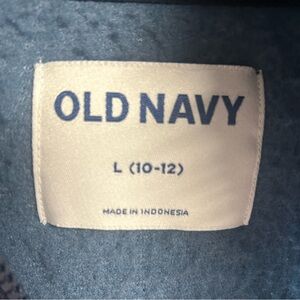 OLD NAVY
L (10-12)
MADE IN INDONESIA